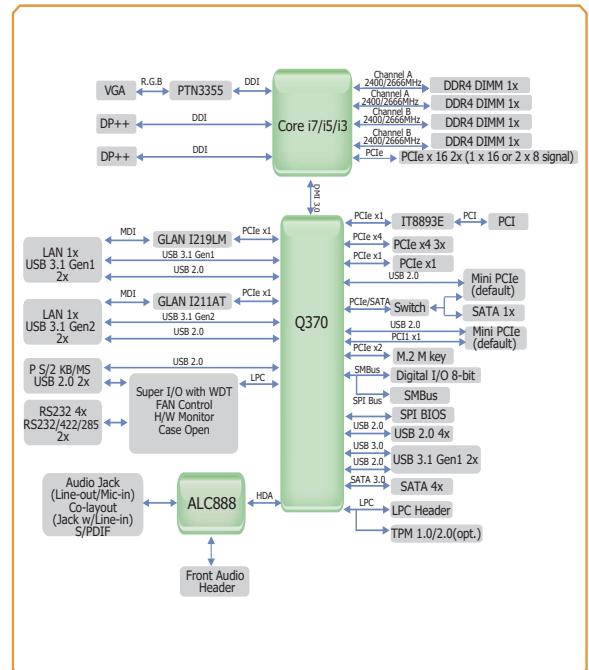 VGA
R.G.B
PTN3355
DDI
DP++
DDI
DP++
DDI
Core i7/i5/i3
Channel A
2400/2666MHz
DDR4 DIMM 1x
Channel A
2400/2666MHz
DDR4 DIMM 1x
Channel B
2400/2666MHz
DDR4 DIMM 1x
Channel B
2400/2666MHz
DDR4 DIMM 1x
PCIe
PCIe x 16 2x (1 x 16 or 2 x 8 signal)
DMI 3.0
Q370
LAN 1x
USB 3.1 Gen1
2x
MDI
GLAN I219LM
PCIe x1
USB 3.1 Gen1
USB 2.0
LAN 1x
USB 3.1 Gen2
2x
MDI
GLAN I211AT
PCIe x1
USB 3.1 Gen2
USB 2.0
P S/2 KB/MS
USB 2.0 2x
USB 2.0
RS232 4x
RS232/422/285
2x
Super I/O with WDT
FAN Control
H/W Monitor
Case Open
LPC
Audio Jack
(Line-out/Mic-in)
Co-layout
(Jack w/Line-in)
S/PDIF
ALC888
HDA
Front Audio
Header
PCIe x1
IT8893E
PCI
PCI
PCIe x4
PCIe x4 3x
PCIe x1
PCIe x1
USB 2.0
Mini PCIe
(default)
PCIe/SATA
Switch
SATA 1x
USB 2.0
PCI1 x1
Mini PCIe
(default)
PCIe x2
M.2 M key
SMBus
Digital I/O 8-bit
SMBus
SPI Bus
SPI BIOS
USB 2.0
USB 2.0 4x
USB 3.0
USB 2.0
USB 3.1 Gen1 2x
SATA 3.0
SATA 4x
LPC
LPC Header
TPM 1.0/2.0(opt.)